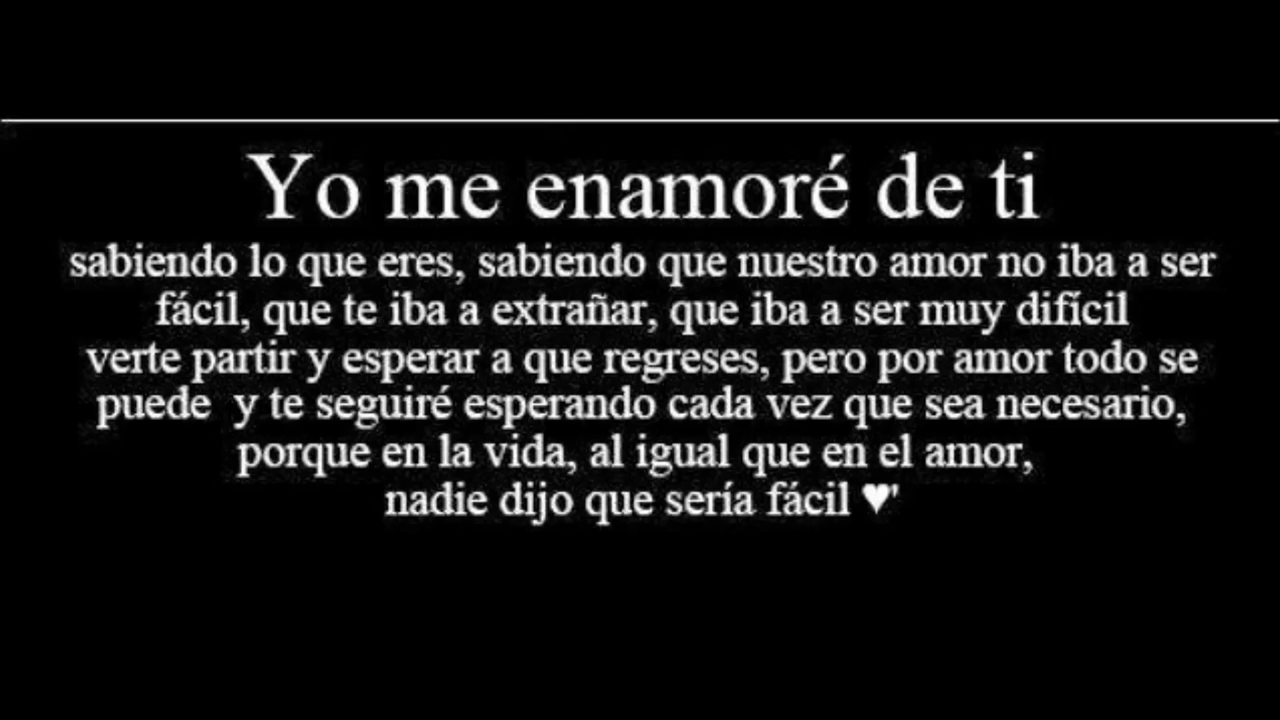 Yo me enamoré de ti
sabiendo lo que eres, sabiendo que nuestro amor no iba a ser
fácil, que te iba a extrañar, que iba a ser muy difícil
verte partir y esperar a que regreses, pero por amor todo se
puede  y te seguiré esperando cada vez que sea necesario,
porque en la vida, al igual que en el amor,
nadie dijo que sería fácil ♥'